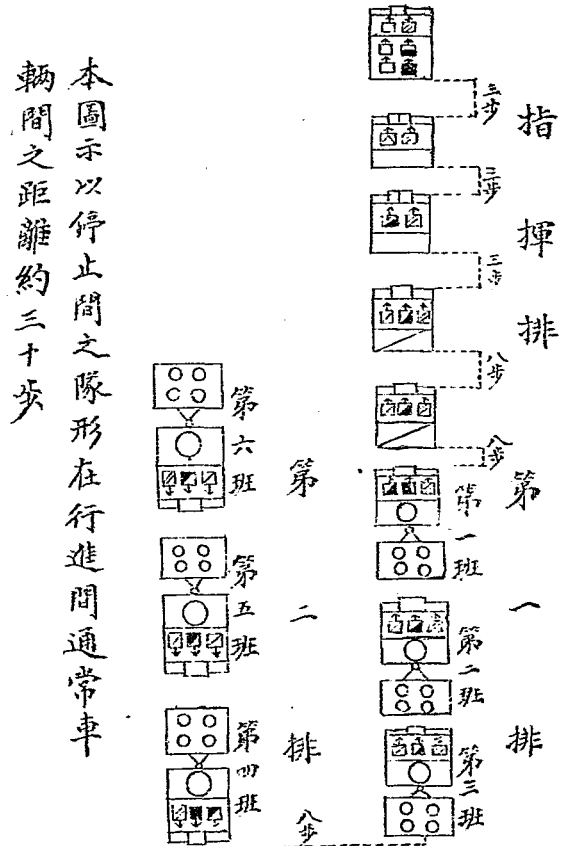 指揮排
三步
三步
三步
八步
八步
第一排
第一班
第二班
第三班
八步
第二排
第六班
第五班
第四班
本圖示以停止間之隊形在行進間通常車
輛間之距離約三十步